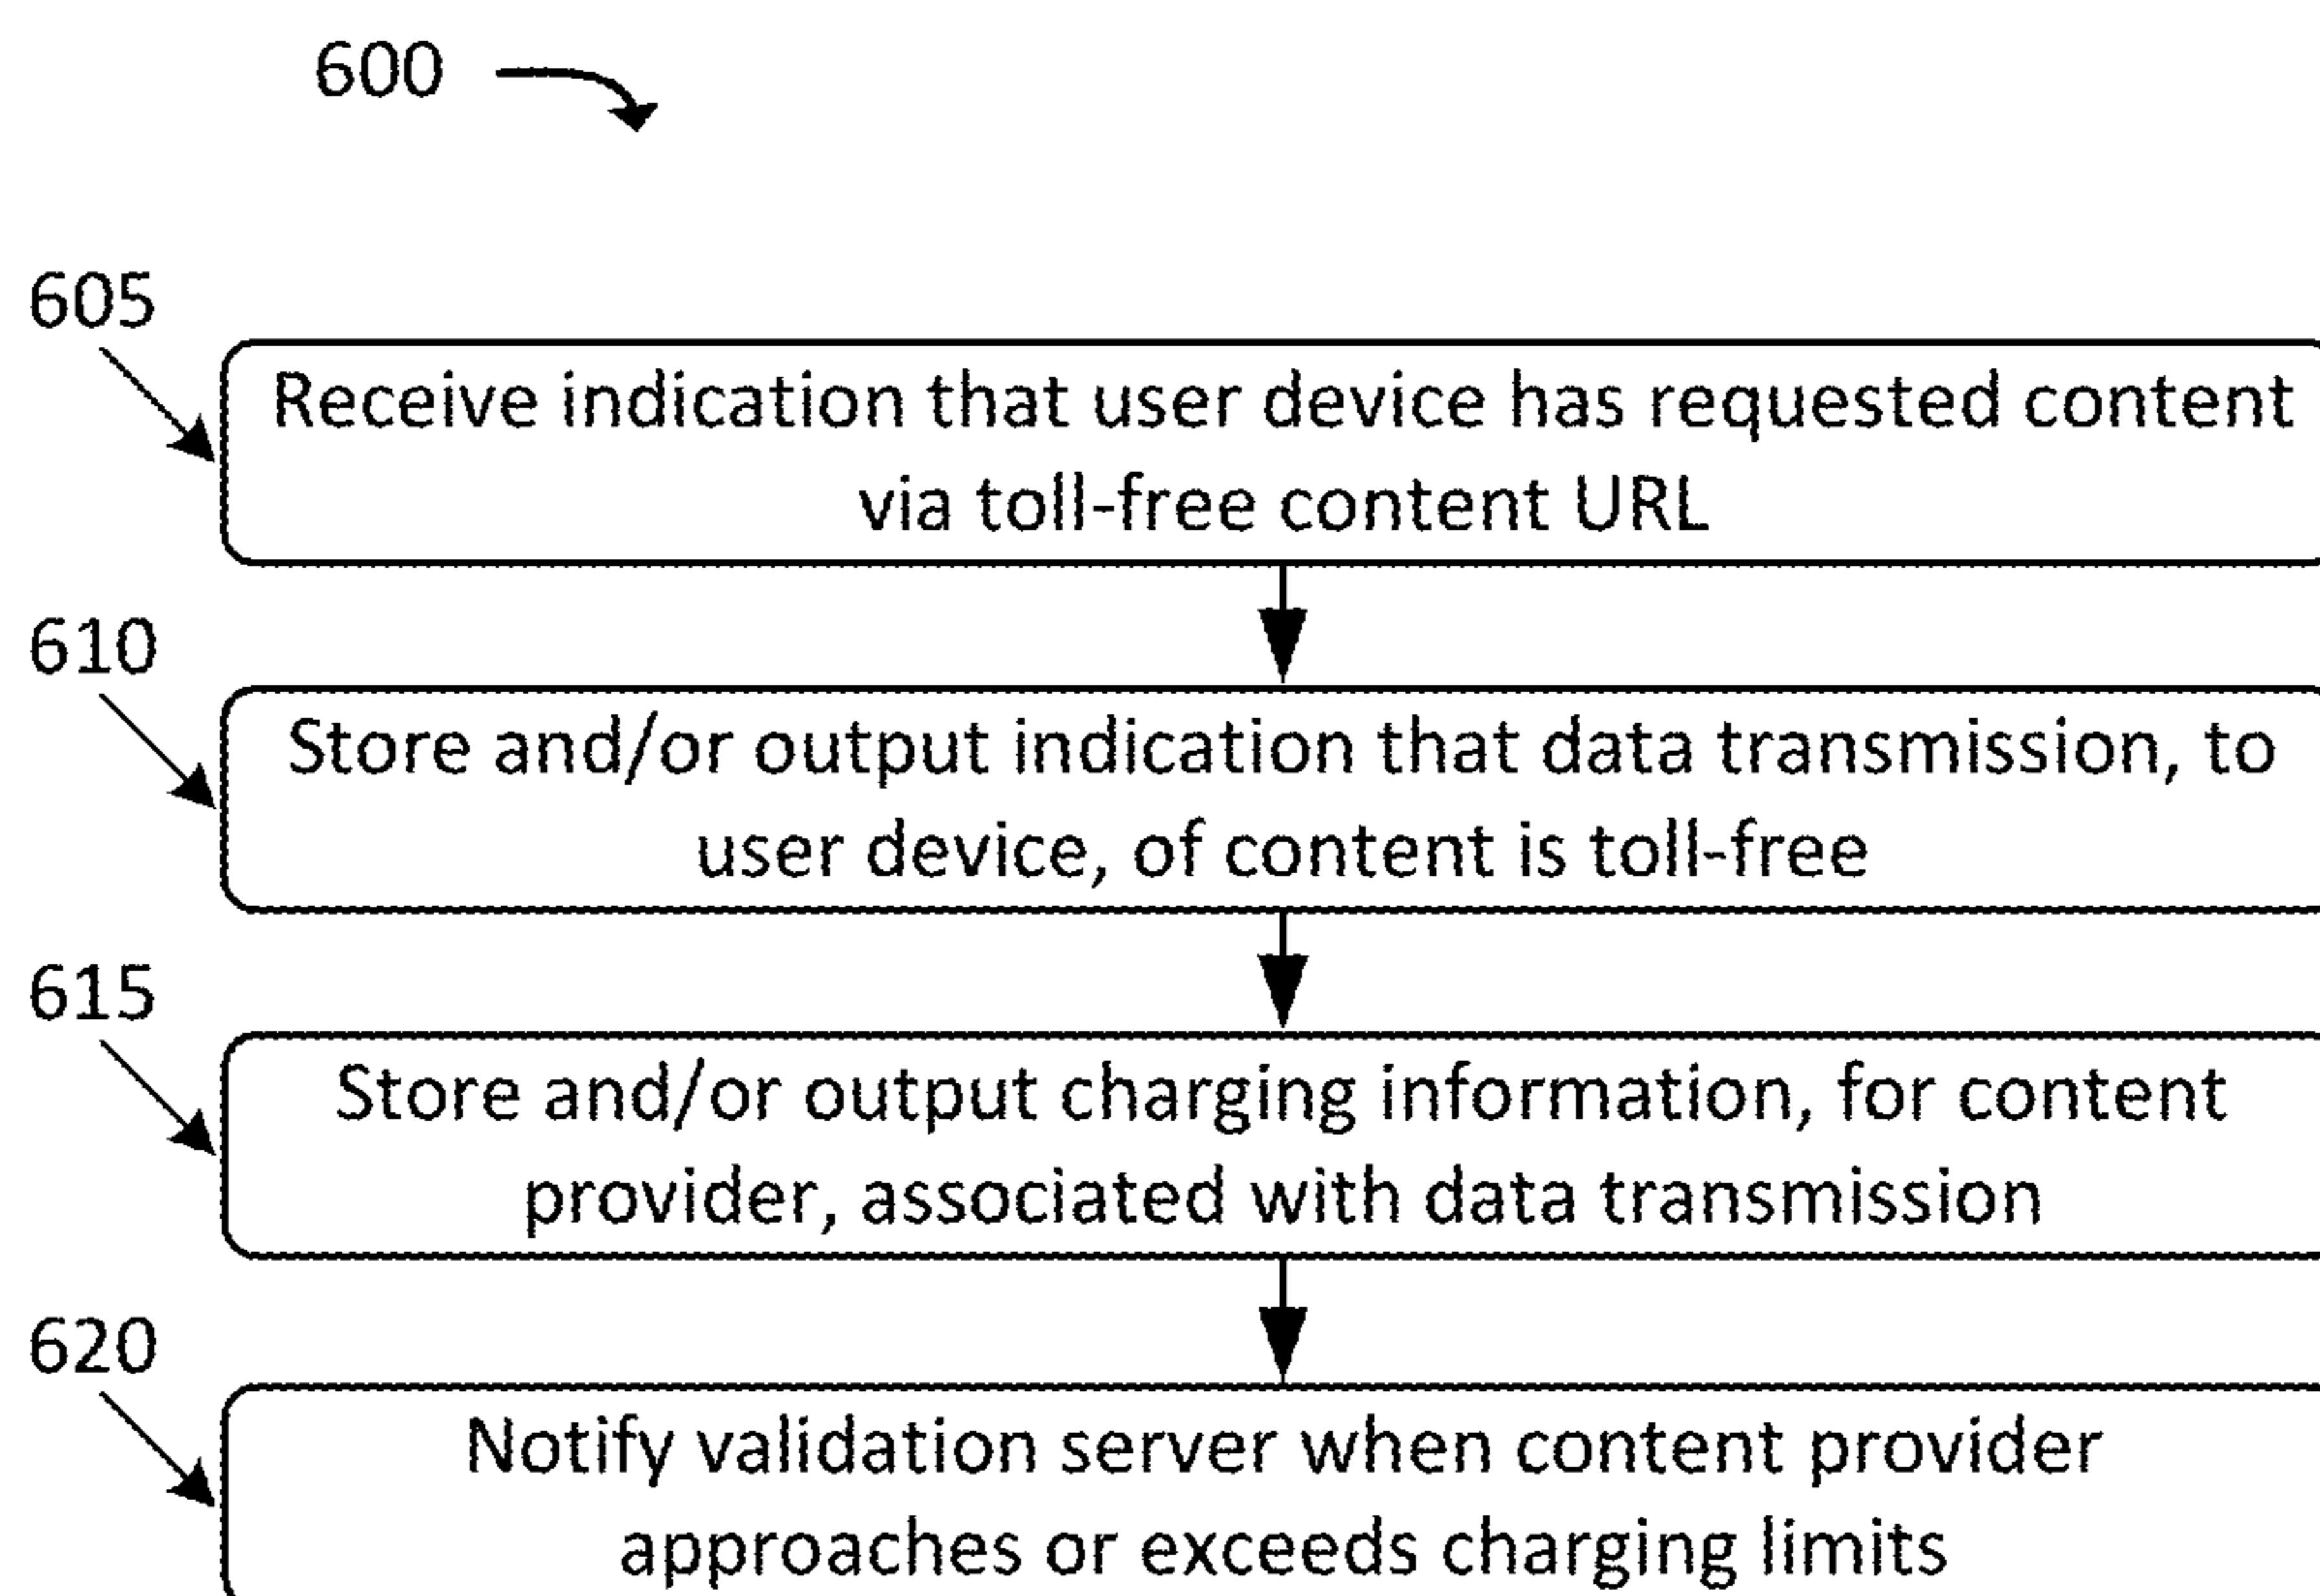 600
605
Receive indication that user device has requested content
via toll-free content URL
610
Store and/or output indication that data transmission, to
user device, of content is toll-free
615
Store and/or output charging information, for content
provider, associated with data transmission
620
Notify validation server when content provider
approaches or exceeds charging limits